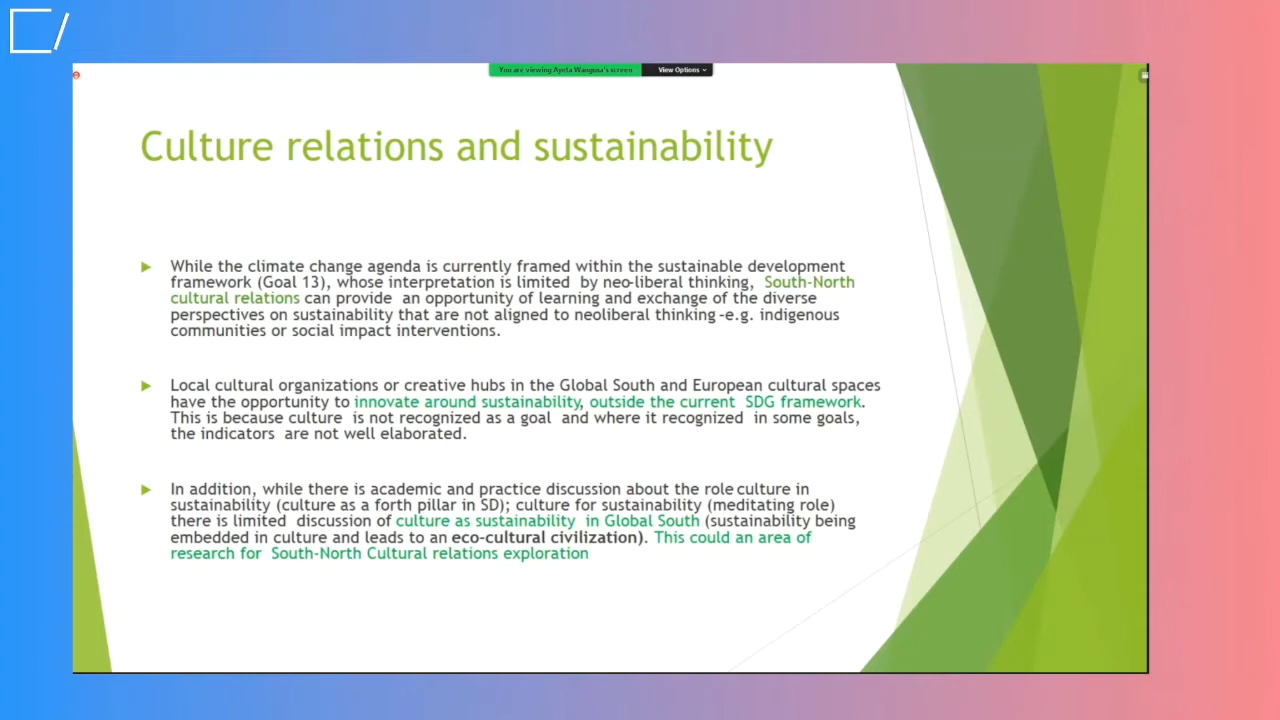 You are viewing Ayeta Wangusa's screen
View Options
Culture relations and sustainability
While the climate change agenda is currently framed within the sustainable development
framework (Goal 13), whose interpretation is limited by neo-liberal thinking, South-North
cultural relations can provide an opportunity of learning and exchange of the diverse
perspectives on sustainability that are not aligned to neoliberal thinking -e.g. indigenous
communities or social impact interventions.
Local cultural organizations or creative hubs in the Global South and European cultural spaces
have the opportunity to innovate around sustainability, outside the current SDG framework.
This is because culture is not recognized as a goal and where it recognized in some goals,
the indicators are not well elaborated.
In addition, while there is academic and practice discussion about the role culture in
sustainability (culture as a forth pillar in SD); culture for sustainability (meditating role)
there is limited discussion of culture as sustainability in Global South (sustainability being
embedded in culture and leads to an eco-cultural civilization). This could an area of
research for South-North Cultural relations exploration